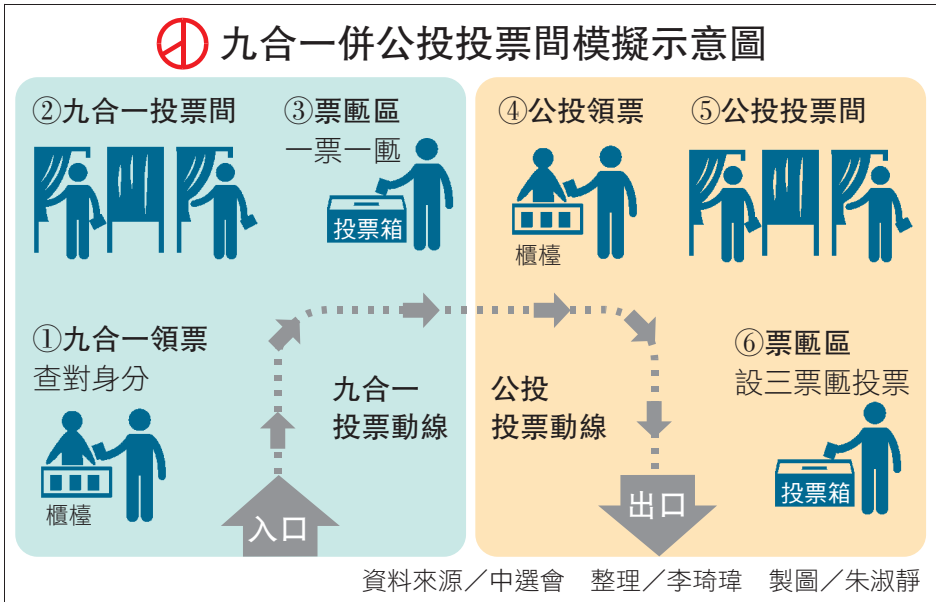 九合一併公投投票間模擬示意圖
②九合一投票間
③票匭區
一票一匭
投票箱
①九合一領票
查對身分
櫃檯
九合一
投票動線
入口
④公投領票
櫃檯
⑤公投投票間
公投
投票動線
⑥票匭區
設三票匭投票
投票箱
出口
資料來源／中選會 整理／李琦瑋 製圖／朱淑靜